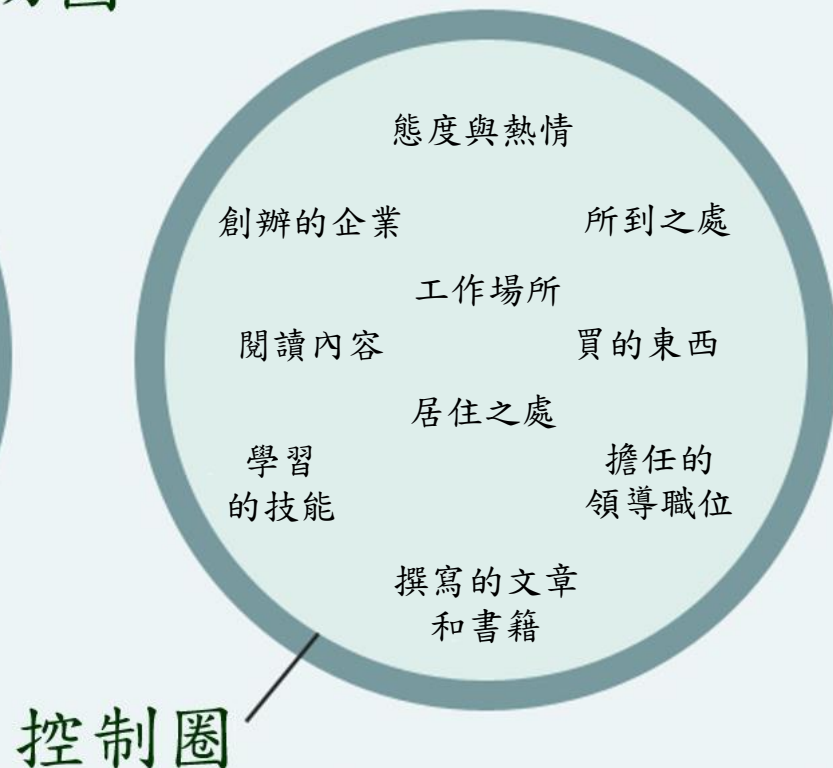 態度與熱情
創辦的企業
所到之處
工作場所
閱讀內容
買的東西
居住之處
學習
的技能
擔任的
領導職位
撰寫的文章
和書籍
控制圈